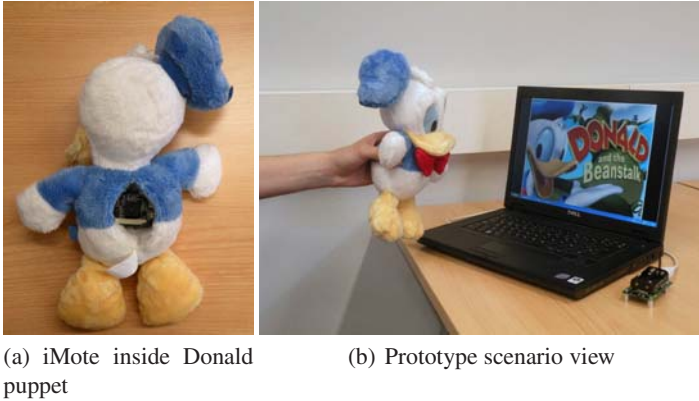 DONALD
and the
Beanstalk
DELL
(a) iMote inside Donald
puppet
(b) Prototype scenario view